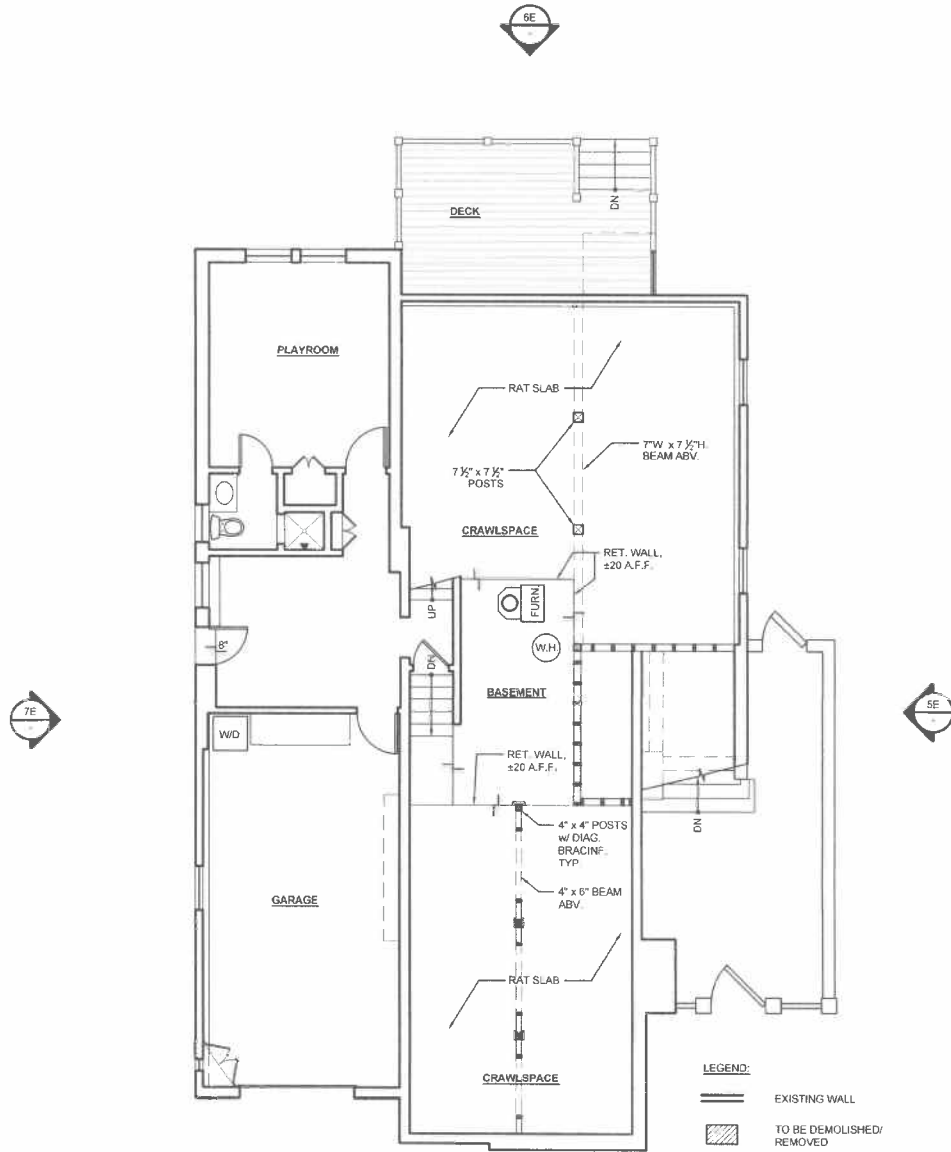 6E
DECK
DN
PLAYROOM
RAT SLAB
7"W x 7 ½"H.
BEAM ABV.
7 ½" x 7 ½"
POSTS
CRAWLSPACE
RET. WALL,
±20 A.F.F.
FURN
UP
8"
W.H.
DN
BASEMENT
7E
5E
W/D
RET. WALL,
±20 A.F.F.
DN
4" x 4" POSTS
w/ DIAG.
BRACINF.
TYP.
4" x 6" BEAM
ABV.
GARAGE
RAT SLAB
CRAWLSPACE
LEGEND:
EXISTING WALL
TO BE DEMOLISHED/
REMOVED